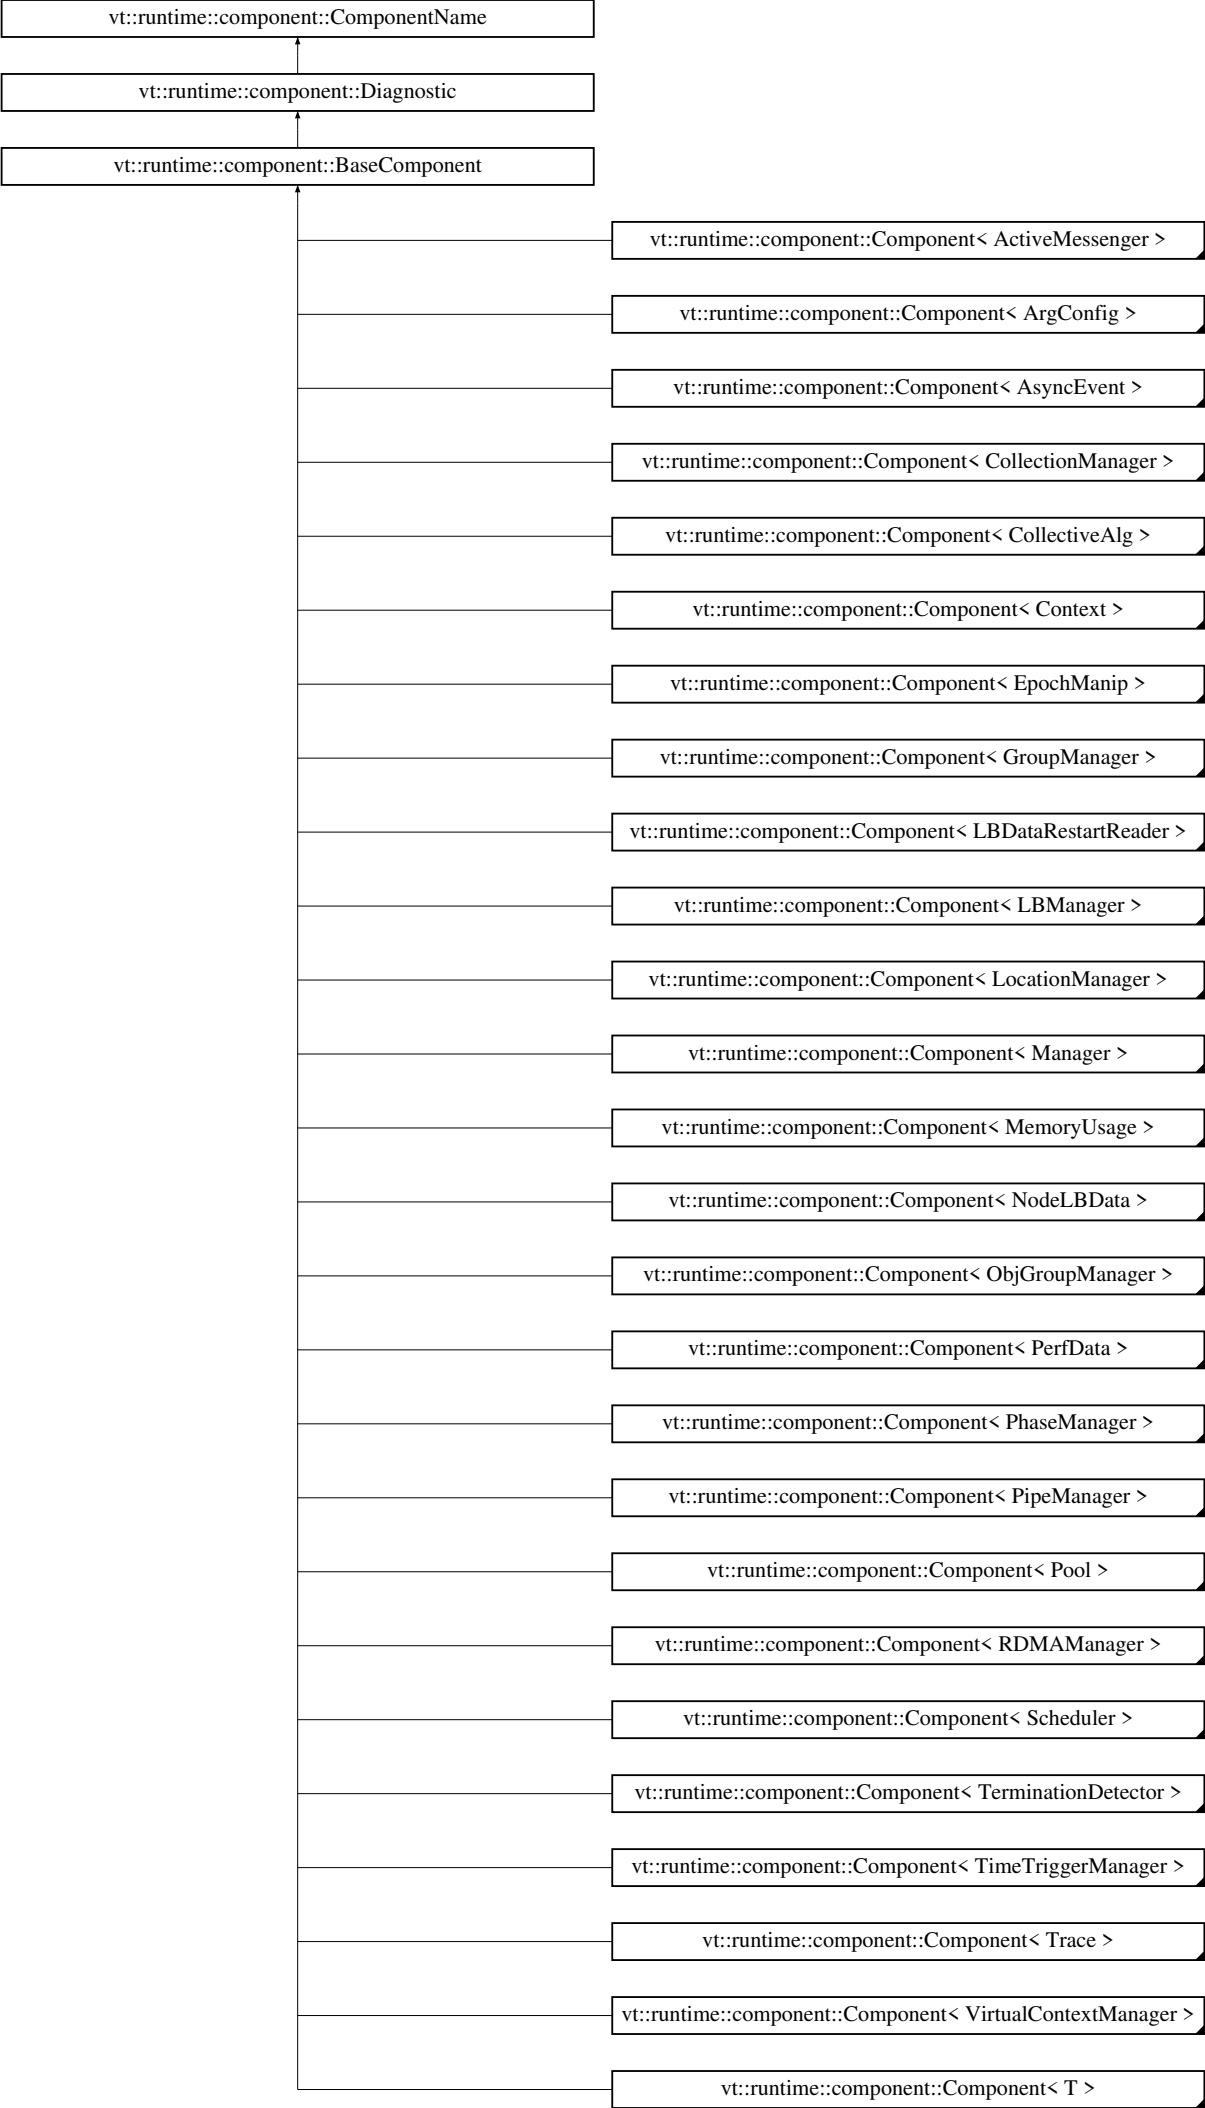 vt::runtime::component::ComponentName
vt::runtime::component::Diagnostic
vt::runtime::component::BaseComponent
vt::runtime::component::Component< ActiveMessenger >
vt::runtime::component::Component< ArgConfig >
vt::runtime::component::Component< AsyncEvent >
vt::runtime::component::Component< CollectionManager >
vt::runtime::component::Component< CollectiveAlg >
vt::runtime::component::Component< Context >
vt::runtime::component::Component< EpochManip >
vt::runtime::component::Component< GroupManager >
vt::runtime::component::Component< LBDataRestartReader >
vt::runtime::component::Component< LBManager >
vt::runtime::component::Component< LocationManager >
vt::runtime::component::Component< Manager >
vt::runtime::component::Component< MemoryUsage >
vt::runtime::component::Component< NodeLBData >
vt::runtime::component::Component< ObjGroupManager >
vt::runtime::component::Component< PerfData >
vt::runtime::component::Component< PhaseManager >
vt::runtime::component::Component< PipeManager >
vt::runtime::component::Component< Pool >
vt::runtime::component::Component< RDMAManager >
vt::runtime::component::Component< Scheduler >
vt::runtime::component::Component< TerminationDetector >
vt::runtime::component::Component< TimeTriggerManager >
vt::runtime::component::Component< Trace >
vt::runtime::component::Component< VirtualContextManager >
vt::runtime::component::Component< T >